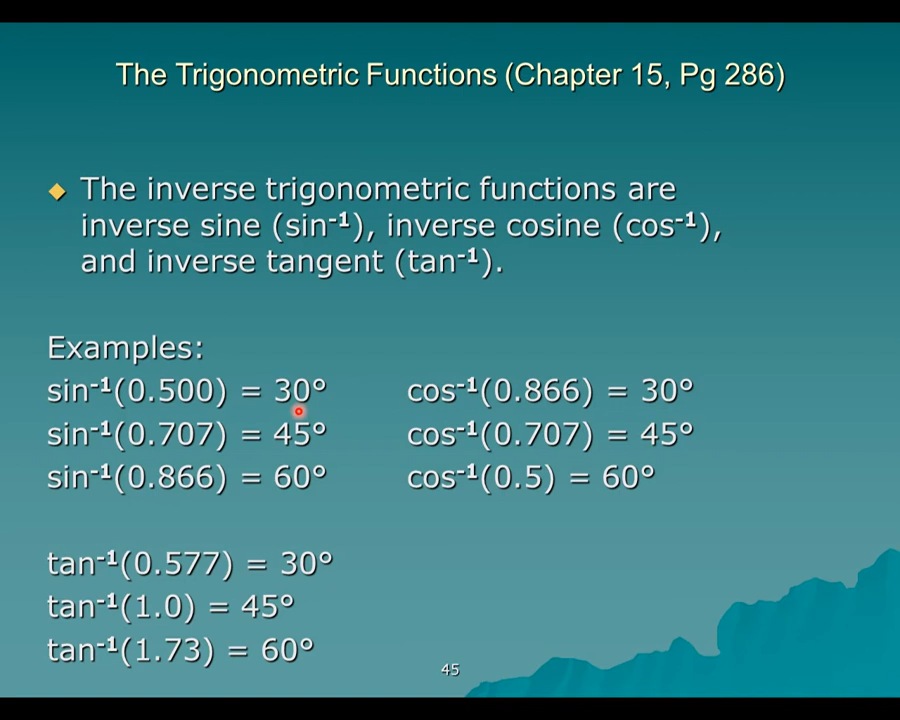 The Trigonometric Functions (Chapter 15, Pg 286)
The inverse trigonometric functions are
inverse sine (sin⁻¹), inverse cosine (cos⁻¹),
and inverse tangent (tan⁻¹).
Examples:
sin⁻¹(0.500) = 30° cos⁻¹(0.866) = 30°
sin⁻¹(0.707) = 45° cos⁻¹(0.707) = 45°
sin⁻¹(0.866) = 60° cos⁻¹(0.5) = 60°
tan⁻¹(0.577) = 30°
tan⁻¹(1.0) = 45°
tan⁻¹(1.73) = 60°
45